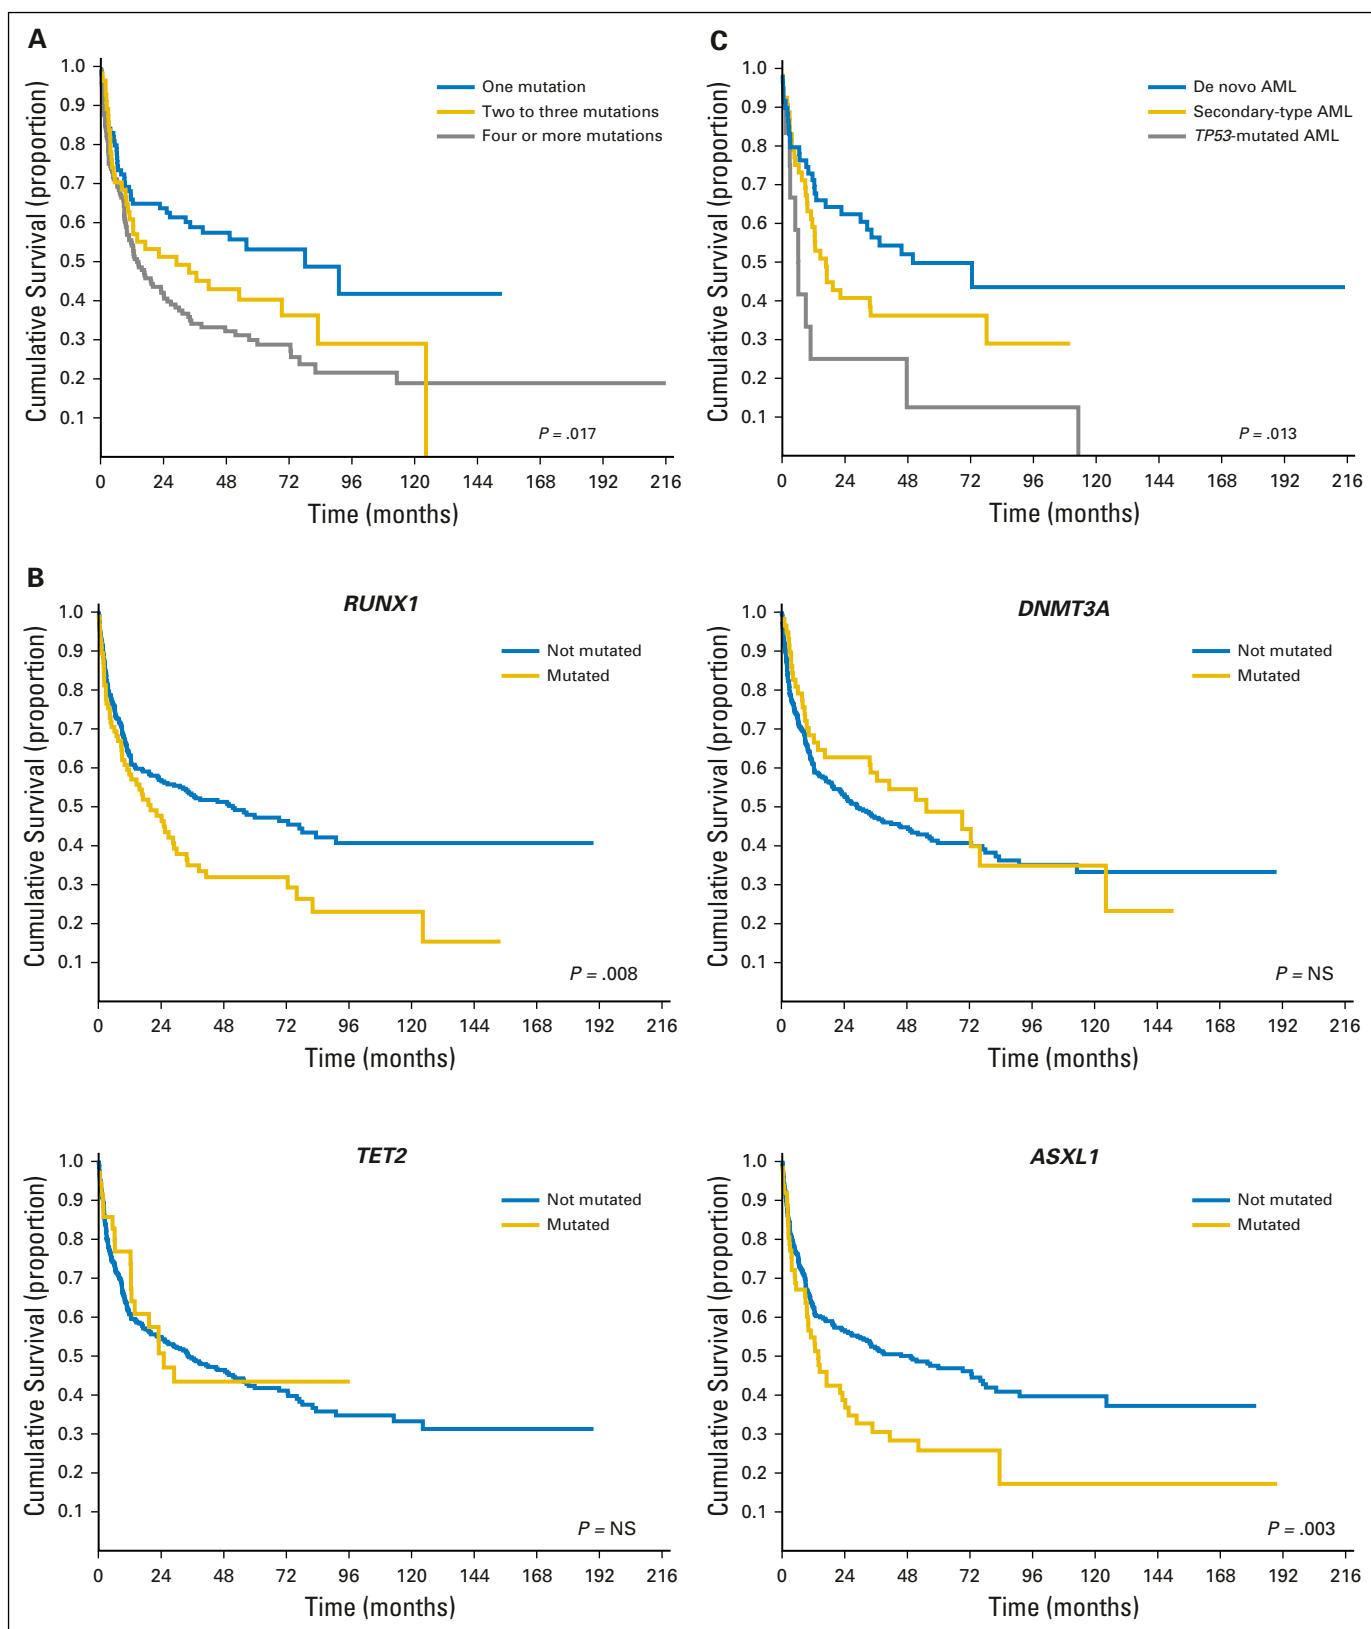 A
Cumulative Survival (proportion)
1.0
0.9
0.8
0.7
0.6
0.5
0.4
0.3
0.2
0.1
One mutation
Two to three mutations
Four or more mutations
P = .017
0 24 48 72 96 120 144 168 192 216
Time (months)
C
Cumulative Survival (proportion)
1.0
0.9
0.8
0.7
0.6
0.5
0.4
0.3
0.2
0.1
De novo AML
Secondary-type AML
TP53-mutated AML
P = .013
0 24 48 72 96 120 144 168 192 216
Time (months)
B
RUNX1
Cumulative Survival (proportion)
1.0
0.9
0.8
0.7
0.6
0.5
0.4
0.3
0.2
0.1
Not mutated
Mutated
P = .008
0 24 48 72 96 120 144 168 192 216
Time (months)
DNMT3A
Cumulative Survival (proportion)
1.0
0.9
0.8
0.7
0.6
0.5
0.4
0.3
0.2
0.1
Not mutated
Mutated
P = NS
0 24 48 72 96 120 144 168 192 216
Time (months)
TET2
Cumulative Survival (proportion)
1.0
0.9
0.8
0.7
0.6
0.5
0.4
0.3
0.2
0.1
Not mutated
Mutated
P = NS
0 24 48 72 96 120 144 168 192 216
Time (months)
ASXL1
Cumulative Survival (proportion)
1.0
0.9
0.8
0.7
0.6
0.5
0.4
0.3
0.2
0.1
Not mutated
Mutated
P = .003
0 24 48 72 96 120 144 168 192 216
Time (months)